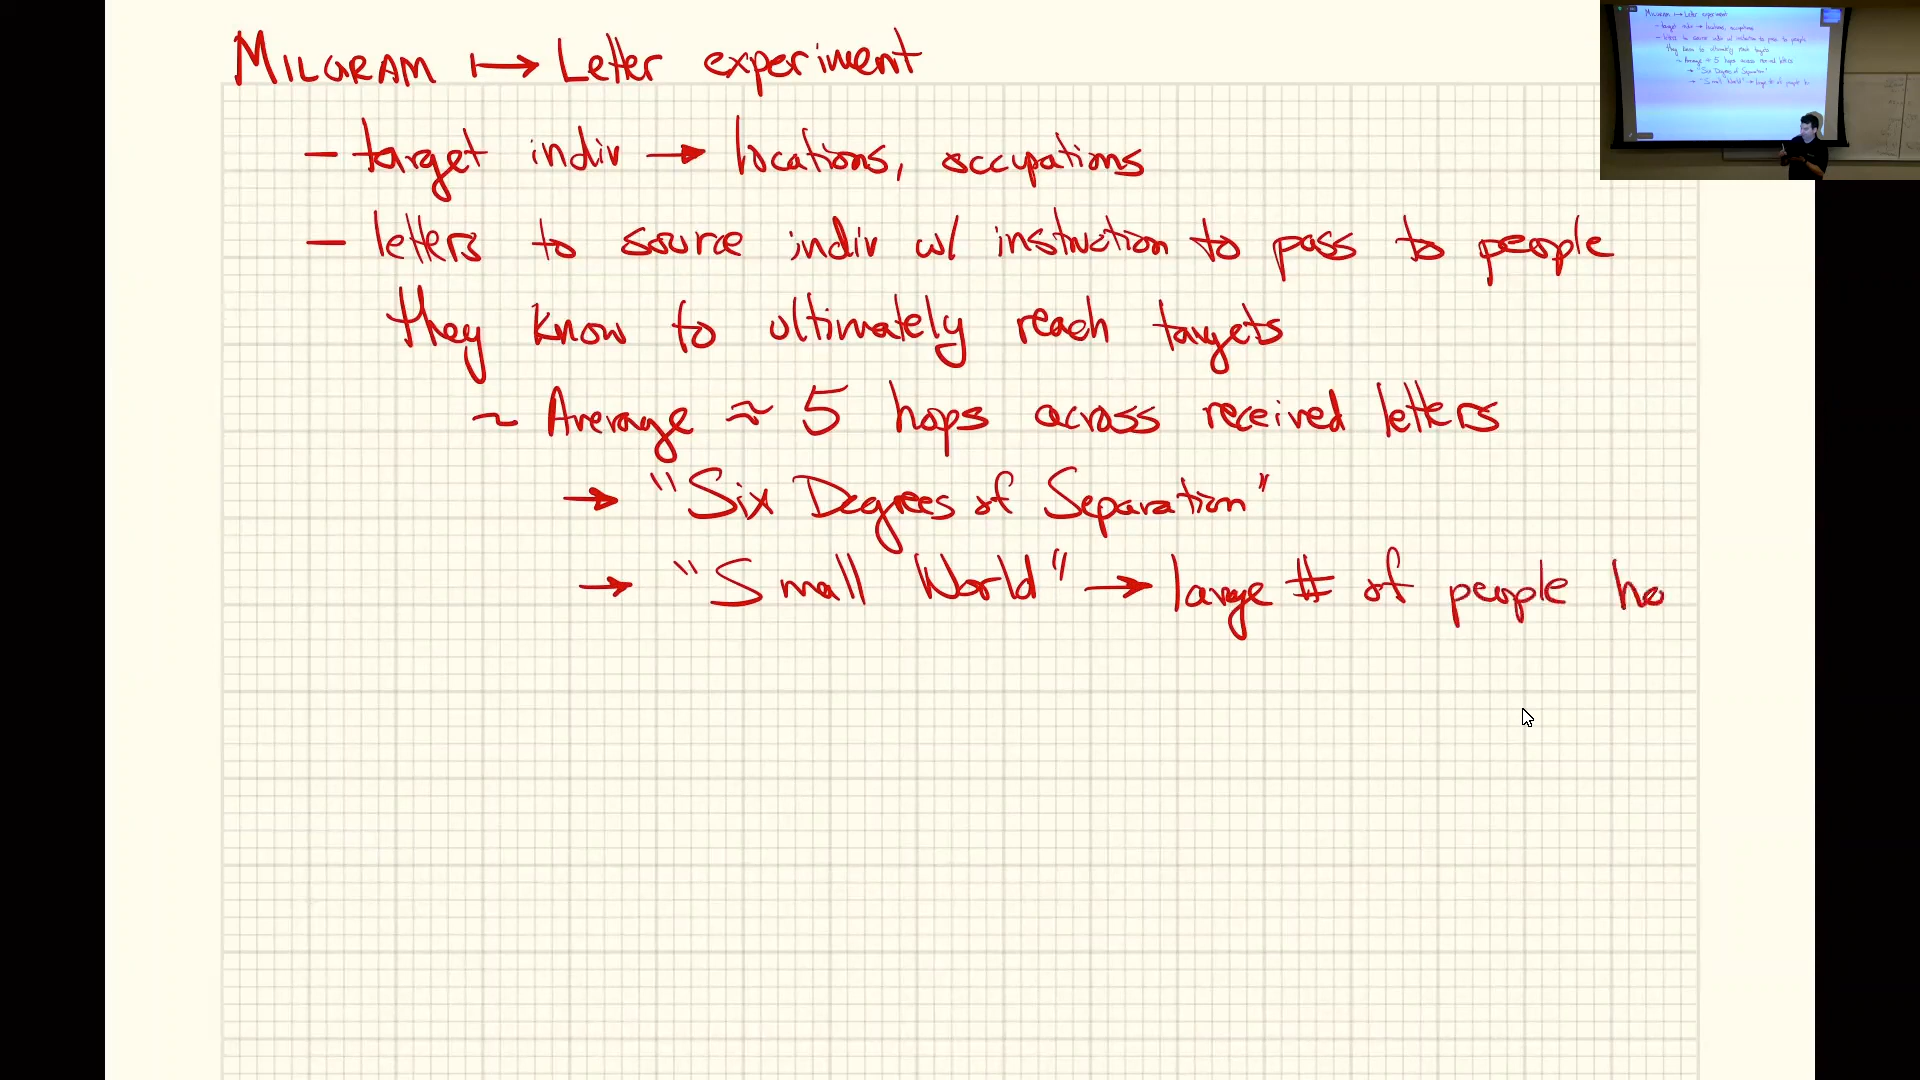 MILGRAM ↦ Letter experiment
– target indiv → locations, occupations
– letters to source indiv w/ instruction to pass to people
they know to ultimately reach targets
~ Average ≈ 5 hops across received letters
→ "Six Degrees of Separation"
→ "Small World" → large # of people ha